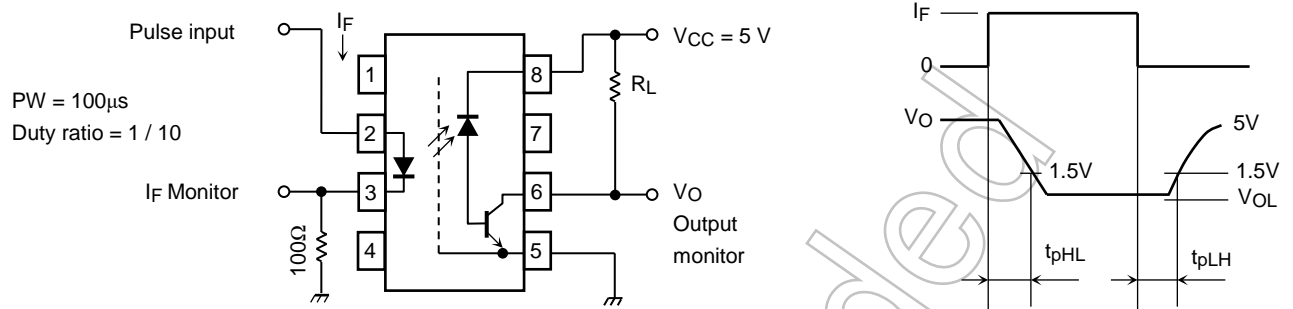 Pulse input
IF
VCC = 5 V
PW = 100μs
Duty ratio = 1 / 10
RL
IF Monitor
VO
Output
monitor
100Ω
1
2
3
4
8
7
6
5
IF
0
VO
5V
1.5V
1.5V
VOL
tpHL
tpLH
ded